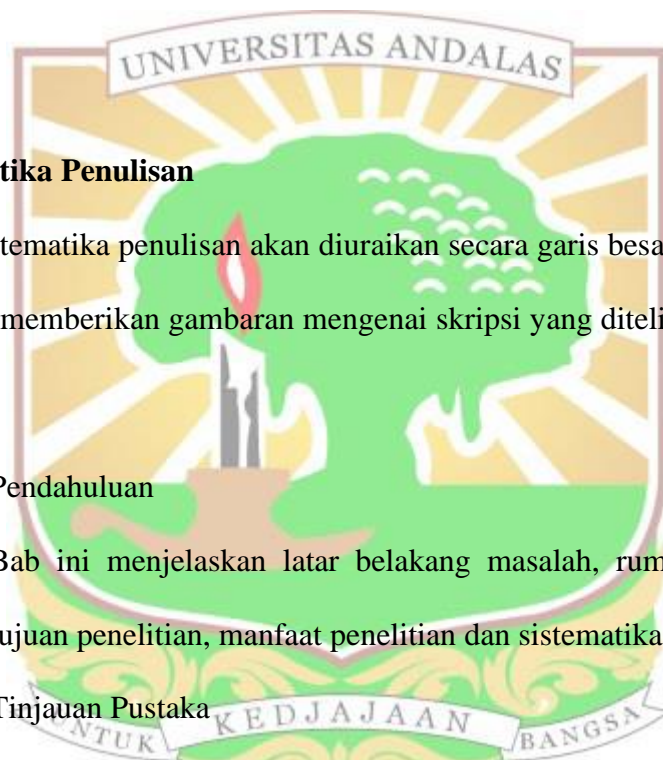 UNIVERSITAS ANDALAS
tika Penulisan
tematika penulisan akan diuraikan secara garis besa
memberikan gambaran mengenai skripsi yang diteli
Pendahuluan
Bab ini menjelaskan latar belakang masalah, rum
ujuan penelitian, manfaat penelitian dan sistematika
Tinjauan Pustaka
UNTUK KEDJAJAAN BANGSA